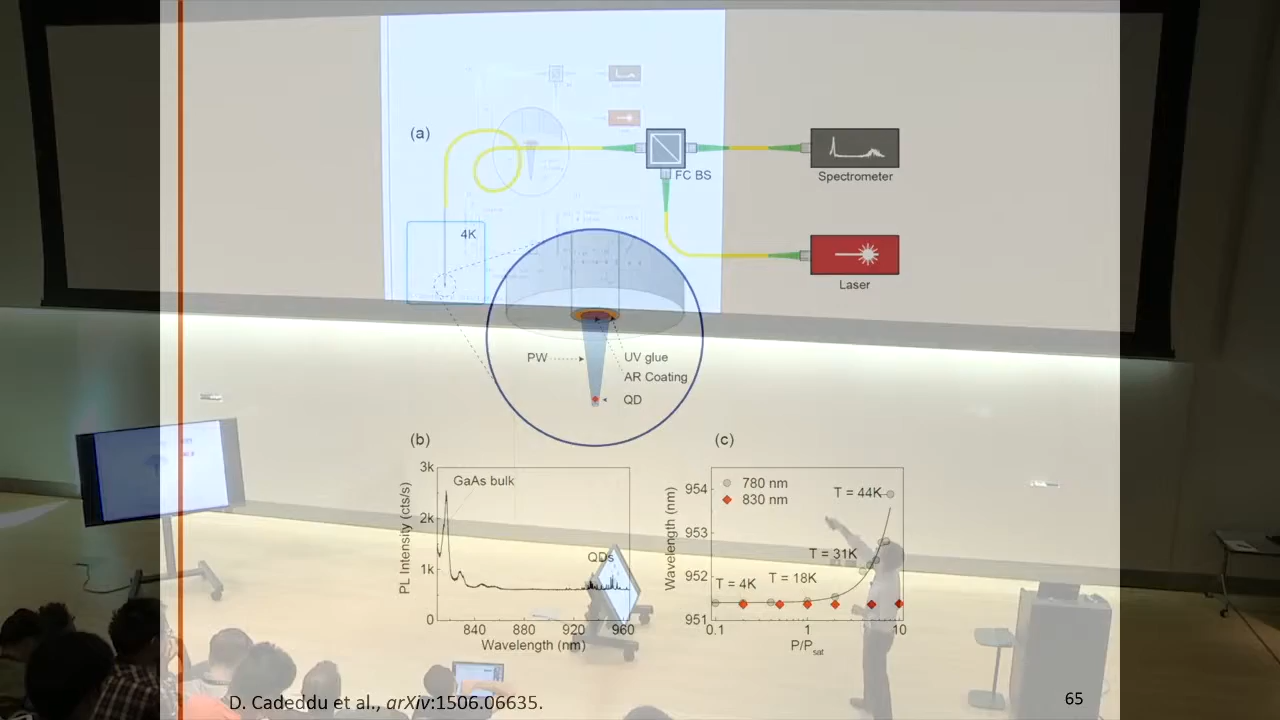 (a)
FC BS
Spectrometer
Laser
4K
PW
UV glue
AR Coating
QD
(b)
PL Intensity (cts/s)
3k
2k
1k
0
GaAs bulk
QDs
840
880
920
960
Wavelength (nm)
(c)
Wavelength (nm)
954
953
952
951
780 nm
830 nm
T = 44K
T = 31K
T = 18K
T = 4K
0.1
1
10
P/Psat
D. Cadeddu et al., arXiv:1506.06635.
65